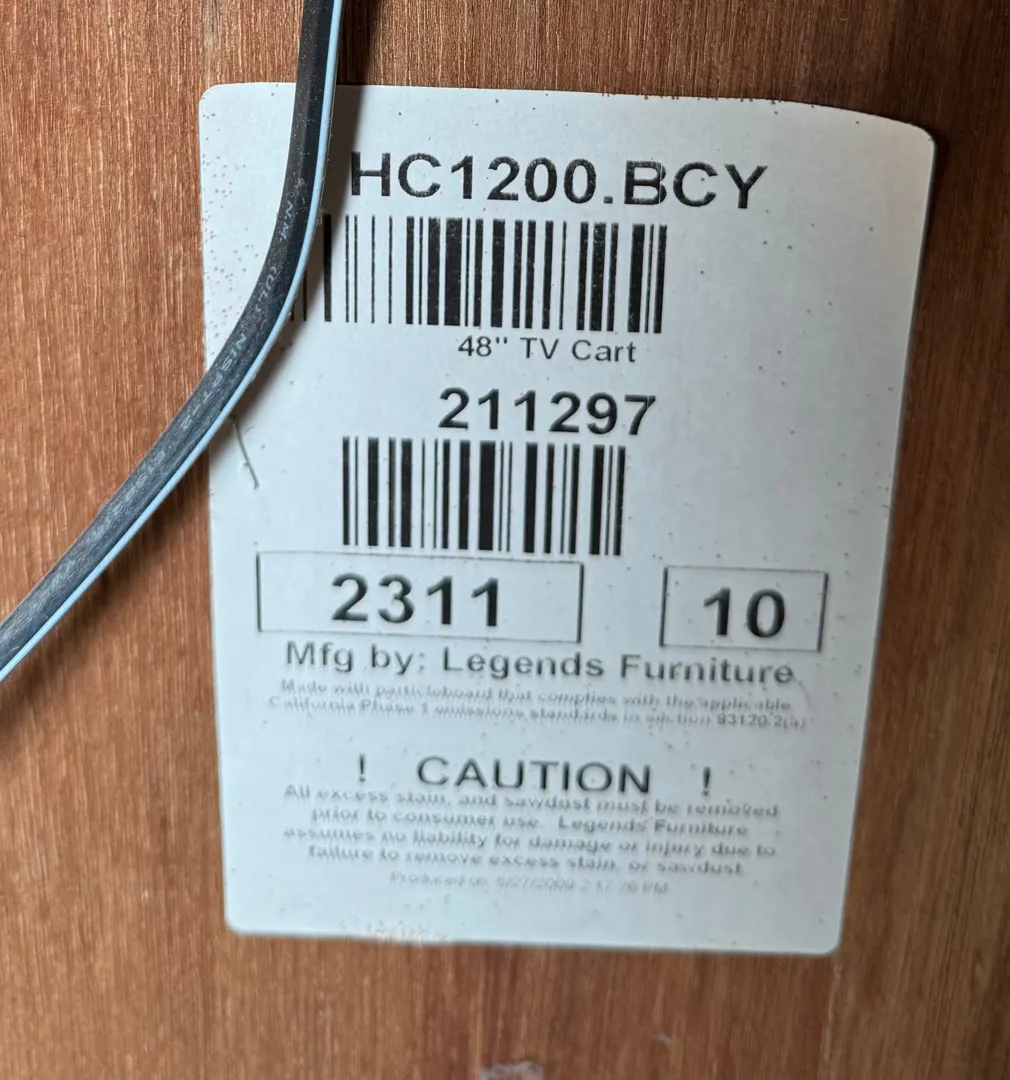 HC1200.BCY
48" TV Cart
211297
2311
10
Mfg by: Legends Furniture
Made with particleboard that complies with the applicable
California Phase 1 emissions standards in section 93120.2(a)
! CAUTION !
All excess stain, and sawdust must be removed
prior to consumer use. Legends Furniture
assumes no liability for damage or injury due to
failure to remove excess stain, or sawdust
Produced on: PM